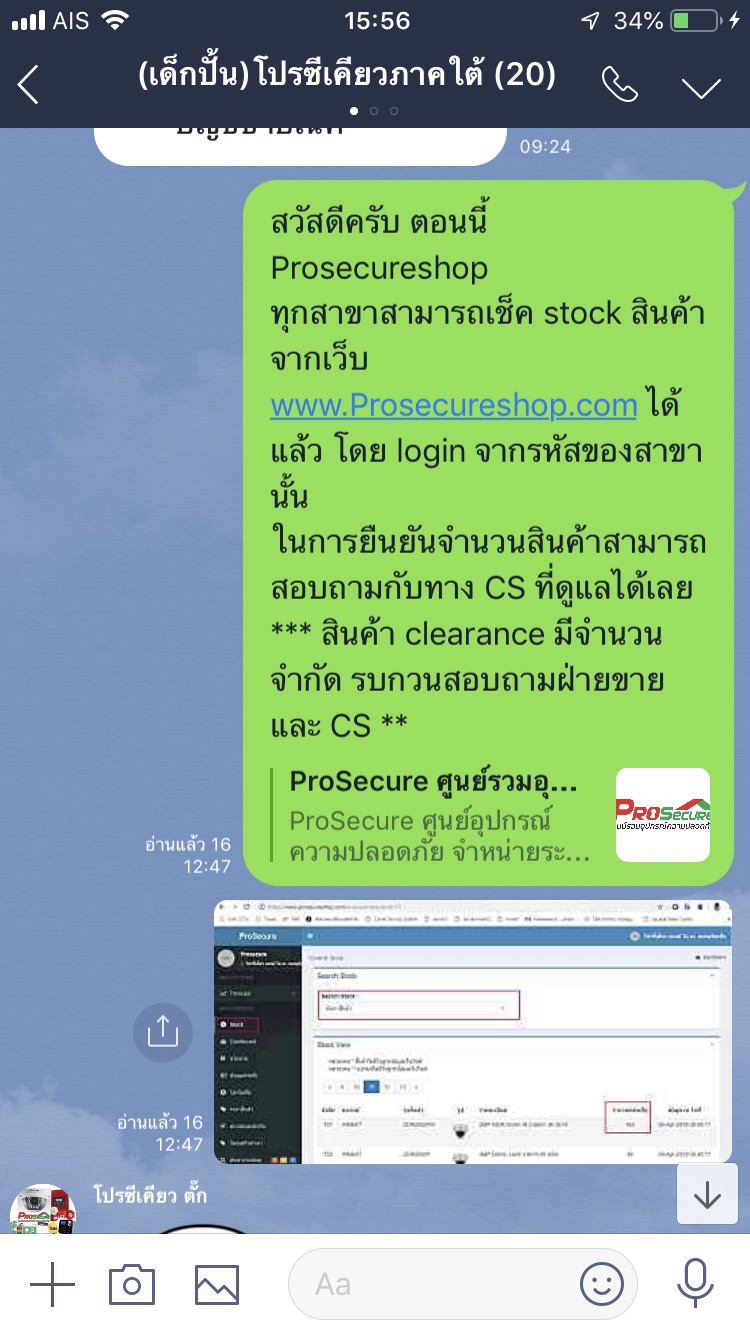 AIS 15:56 34%
(เด็กปั้น)โปรซีเคียวภาคใต้ (20)
09:24
สวัสดีครับ ตอนนี้
Prosecureshop
ทุกสาขาสามารถเช็ค stock สินค้า
จากเว็บ
www.Prosecureshop.com ได้
แล้ว โดย login จากรหัสของสาขา
นั้น
ในการยืนยันจำนวนสินค้าสามารถ
สอบถามกับทาง CS ที่ดูแลได้เลย
*** สินค้า clearance มีจำนวน
จำกัด รบกวนสอบถามฝ่ายขาย
และ CS **
ProSecure ศูนย์รวมอุ...
ProSecure ศูนย์อุปกรณ์
ความปลอดภัย จำหน่ายระ...
PROSECURE
อ่านแล้ว 16
12:47
ProSecure
Prosecure
Search Stock
Search Stock
Stock
Dashboard
Stock View
อ่านแล้ว 16
12:47
โปรซีเคียว ตั๊ก
Aa